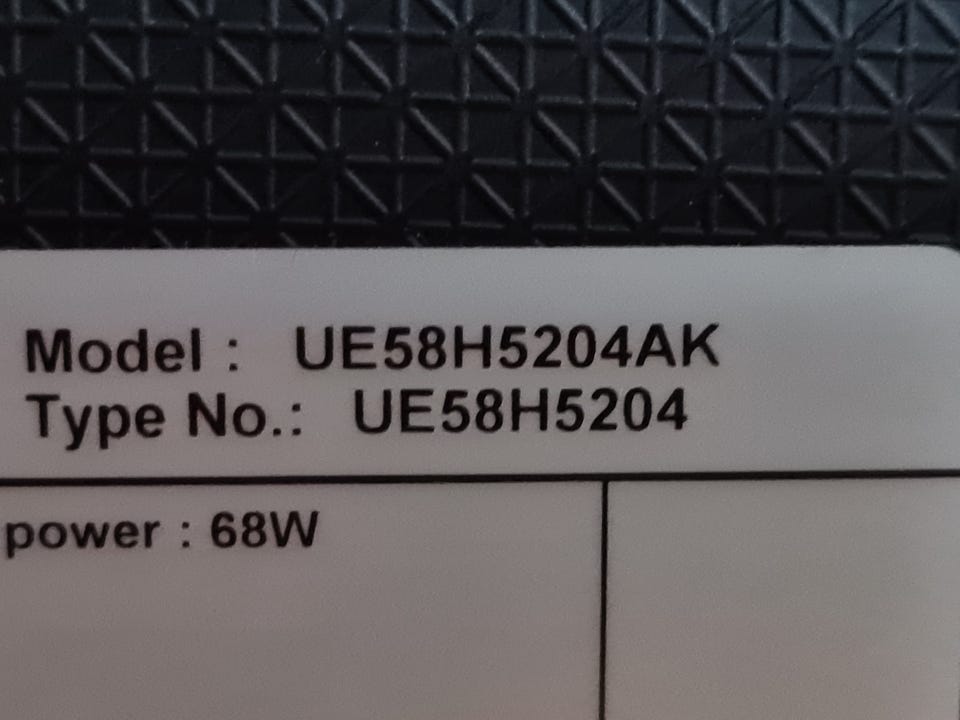 Model : UE58H5204AK
Type No.: UE58H5204
power : 68W